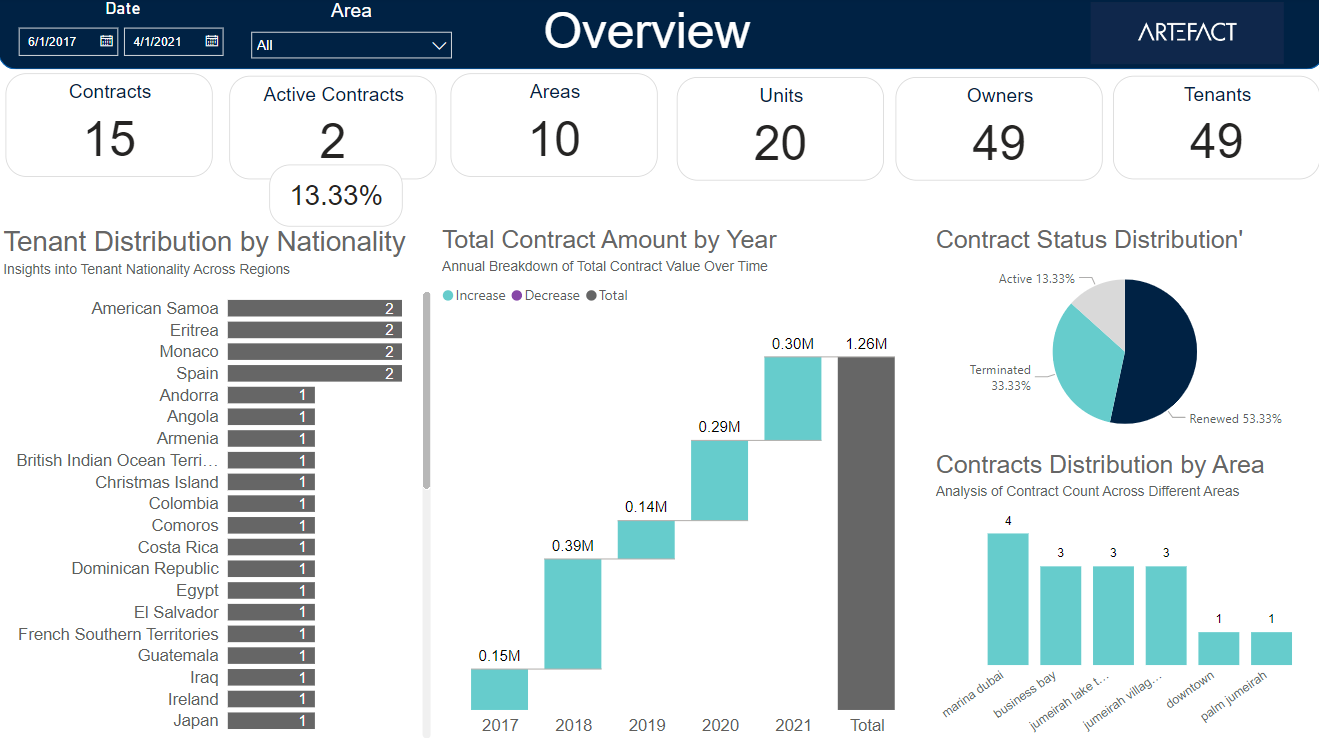 Date
Area
Overview
ARTEFACT
6/1/2017
4/1/2021
All
Contracts
15
Active Contracts
2
13.33%
Areas
10
Units
20
Owners
49
Tenants
49
Tenant Distribution by Nationality
Insights into Tenant Nationality Across Regions
American Samoa 2
Eritrea 2
Monaco 2
Spain 2
Andorra 1
Angola 1
Armenia 1
British Indian Ocean Terri... 1
Christmas Island 1
Colombia 1
Comoros 1
Costa Rica 1
Dominican Republic 1
Egypt 1
El Salvador 1
French Southern Territories 1
Guatemala 1
Iraq 1
Ireland 1
Japan 1
Total Contract Amount by Year
Annual Breakdown of Total Contract Value Over Time
Increase Decrease Total
0.15M
0.39M
0.14M
0.29M
0.30M
1.26M
2017 2018 2019 2020 2021 Total
Contract Status Distribution'
Active 13.33%
Terminated
33.33%
Renewed 53.33%
Contracts Distribution by Area
Analysis of Contract Count Across Different Areas
4
3
3
3
1
1
marina dubai
business bay
jumeirah lake t...
jumeirah villag...
downtown
palm jumeirah